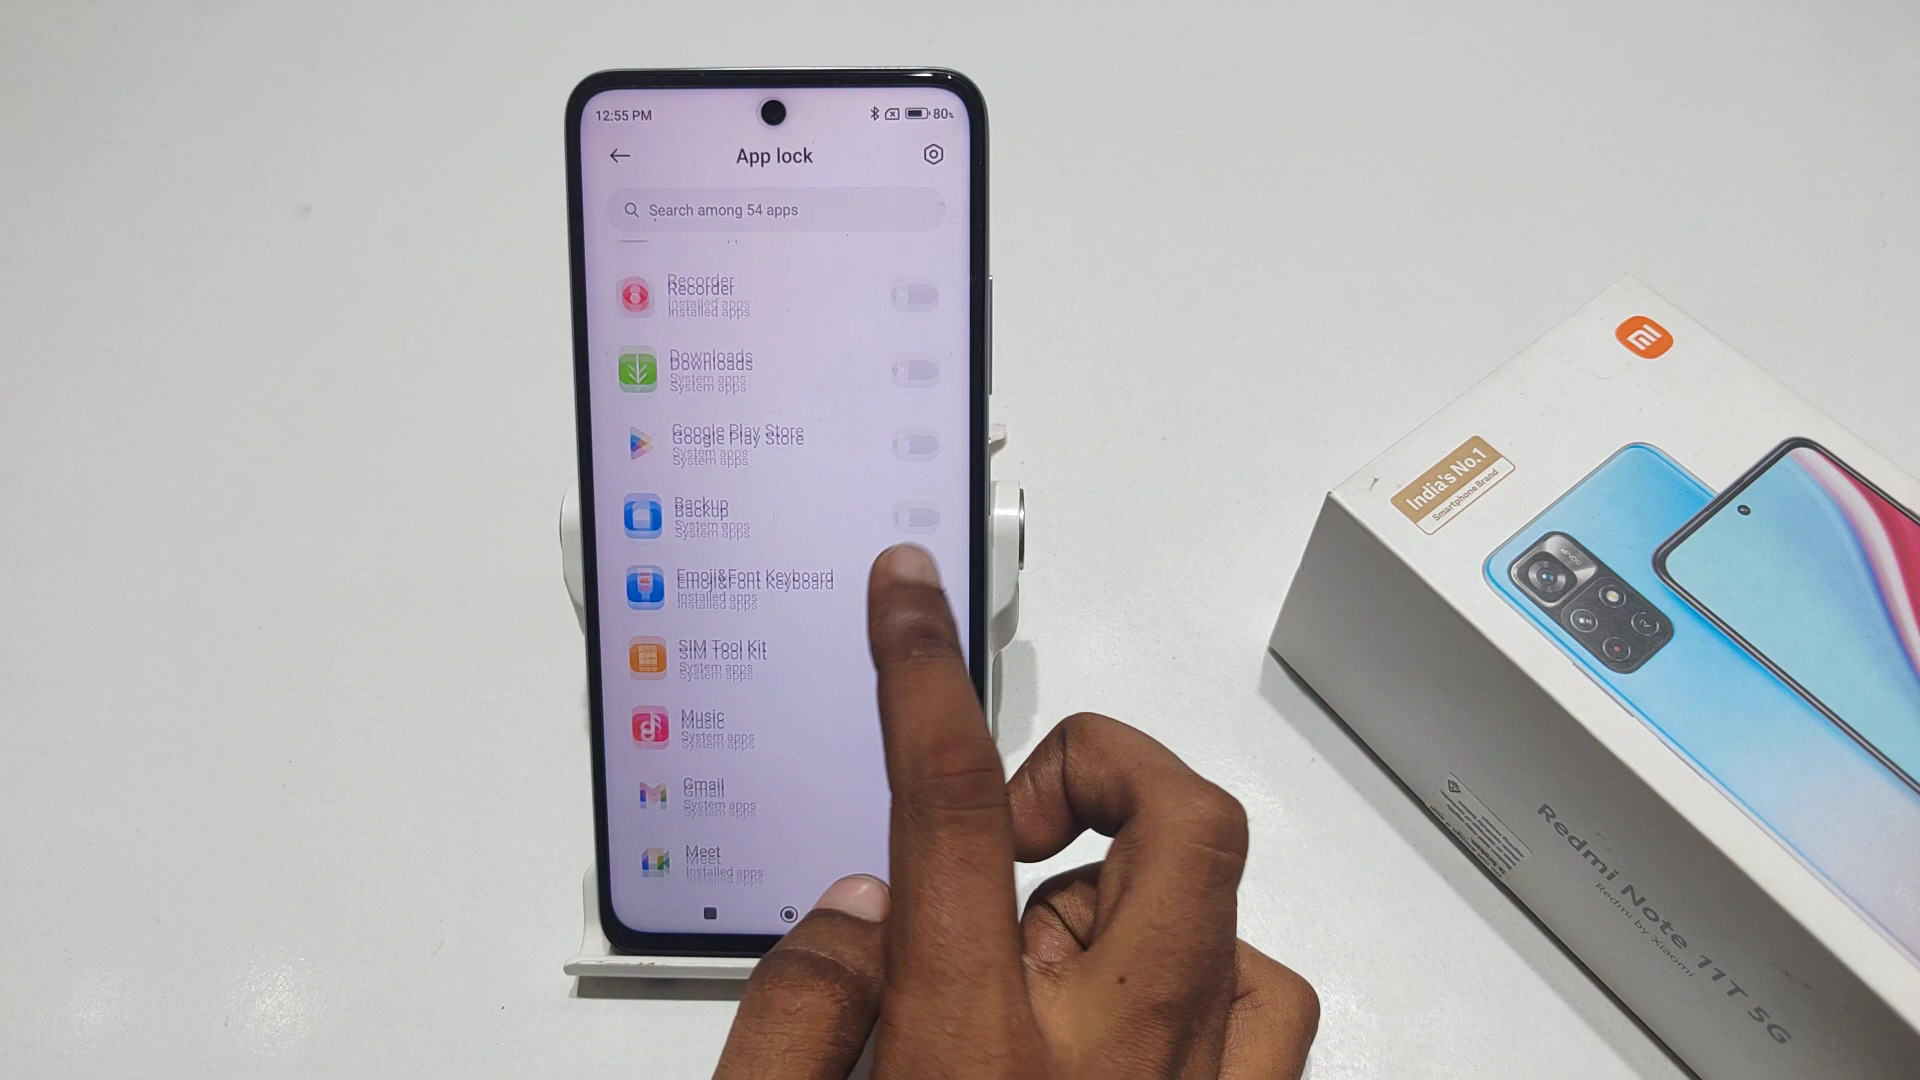 12:55 PM
80%
App lock
Search among 54 apps
Recorder
Installed apps
Downloads
System apps
Google Play Store
System apps
Backup
System apps
Emoji&Font Keyboard
Installed apps
SIM Tool Kit
System apps
Music
System apps
Gmail
System apps
Meet
Installed apps
mi
India's No.1
Smartphone Brand
Redmi Note 11T 5G
Redmi by Xiaomi